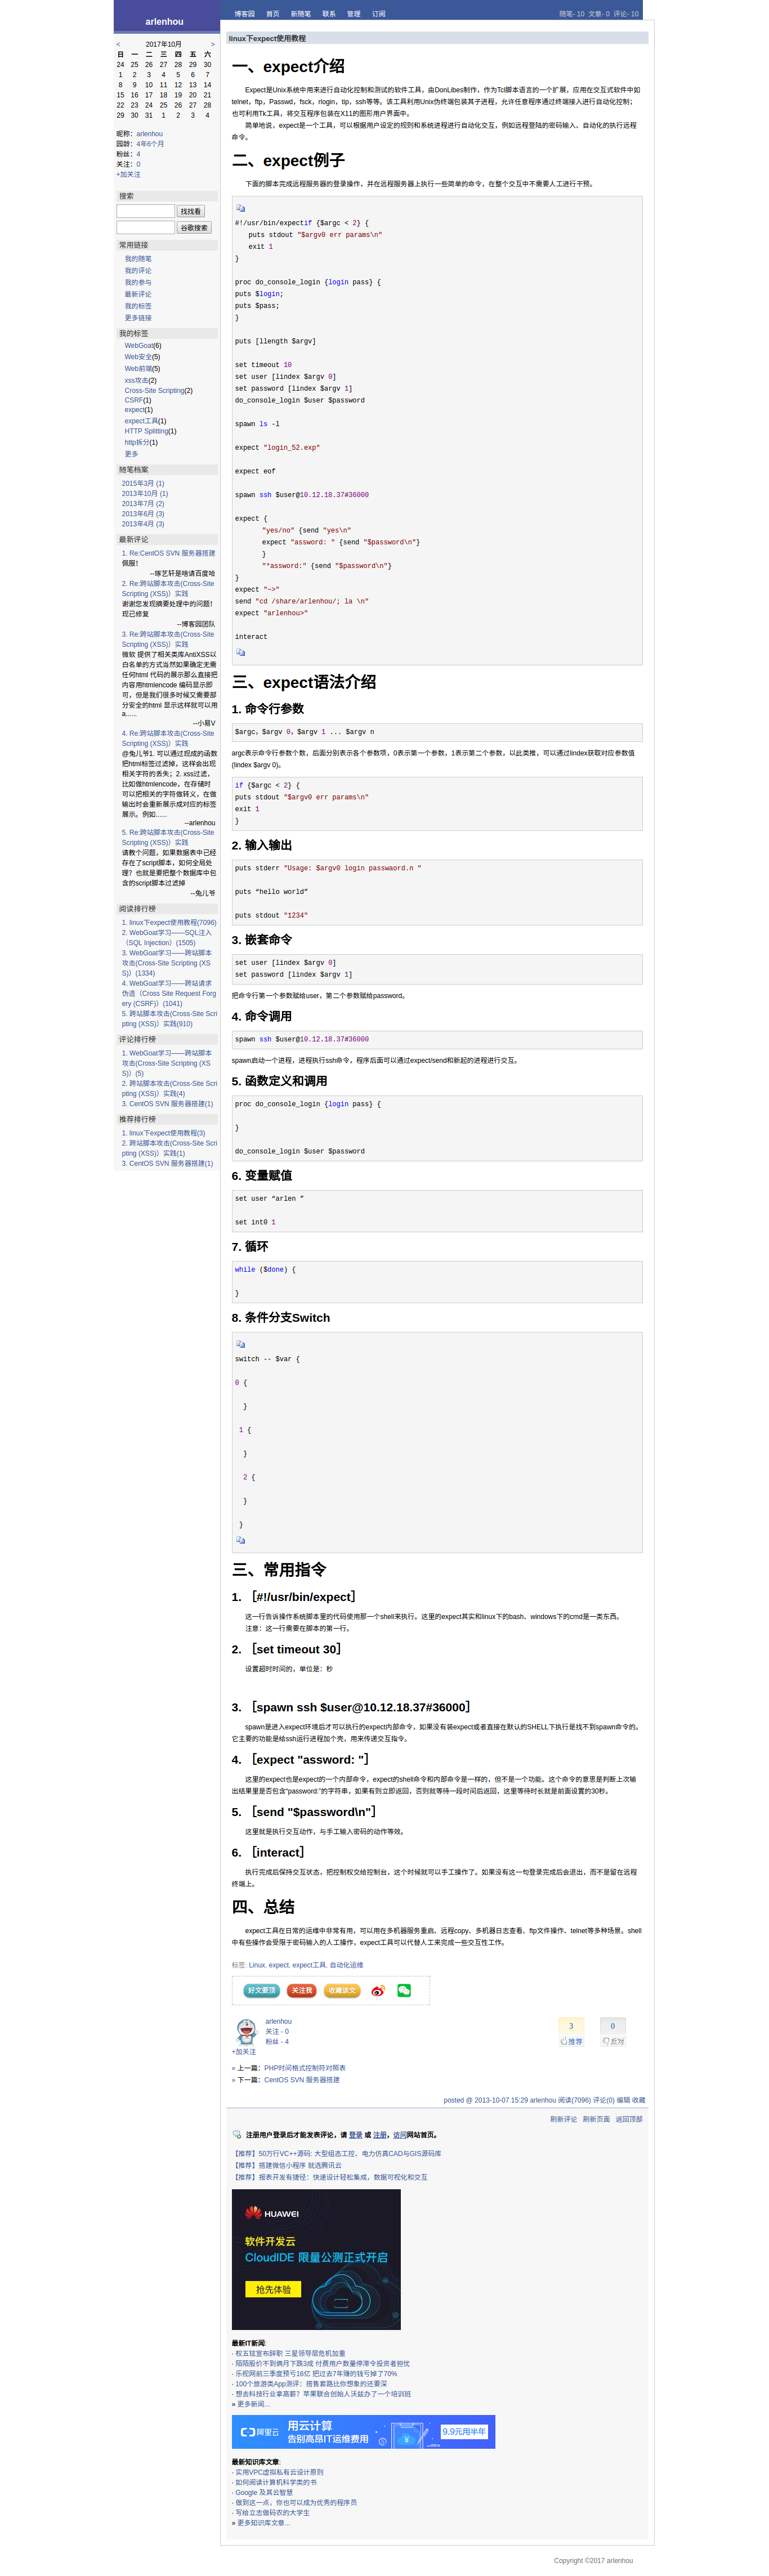 arlenhou
博客园 首页 新随笔 联系 管理 订阅
随笔- 10 文章- 0 评论- 10
< 2017年10月 >
日 一 二 三 四 五 六
24 25 26 27 28 29 30
1 2 3 4 5 6 7
8 9 10 11 12 13 14
15 16 17 18 19 20 21
22 23 24 25 26 27 28
29 30 31 1 2 3 4
昵称：arlenhou
园龄：4年6个月
粉丝：4
关注：0
+加关注
搜索
找找看
谷歌搜索
常用链接
我的随笔
我的评论
我的参与
最新评论
我的标签
更多链接
我的标签
WebGoat(6)
Web安全(5)
Web前端(5)
xss攻击(2)
Cross-Site Scripting(2)
CSRF(1)
expect(1)
expect工具(1)
HTTP Splitting(1)
http拆分(1)
更多
随笔档案
2015年3月 (1)
2013年10月 (1)
2013年7月 (2)
2013年6月 (3)
2013年4月 (3)
最新评论
1. Re:CentOS SVN 服务器搭建
佩服!
--琢艺轩是啥请百度哈
2. Re:跨站脚本攻击(Cross-Site
Scripting (XSS)）实践
谢谢您发现摘要处理中的问题！
现已修复
--博客园团队
3. Re:跨站脚本攻击(Cross-Site
Scripting (XSS)）实践
微软 提供了相关类库AntiXSS以
白名单的方式当然如果确定无需
任何html 代码的展示那么直接把
内容用htmlencode 编码显示即
可，但是我们很多时候又需要部
分安全的html 显示这样就可以用
a......
--小易V
4. Re:跨站脚本攻击(Cross-Site
Scripting (XSS)）实践
@兔儿爷1. 可以通过现成的函数
把html标签过滤掉，这样会出现
相关字符的丢失；2. xss过滤，
比如做htmlencode，在存储时
可以把相关的字符做转义，在做
输出时会重新展示成对应的标签
展示。例如......
--arlenhou
5. Re:跨站脚本攻击(Cross-Site
Scripting (XSS)）实践
请教个问题，如果数据表中已经
存在了script脚本，如何全局处
理？也就是要把整个数据库中包
含的script脚本过滤掉
--兔儿爷
阅读排行榜
1. linux下expect使用教程(7096)
2. WebGoat学习——SQL注入
（SQL Injection）(1505)
3. WebGoat学习——跨站脚本
攻击(Cross-Site Scripting (XS
S)）(1334)
4. WebGoat学习——跨站请求
伪造（Cross Site Request Forg
ery (CSRF)）(1041)
5. 跨站脚本攻击(Cross-Site Scri
pting (XSS)）实践(910)
评论排行榜
1. WebGoat学习——跨站脚本
攻击(Cross-Site Scripting (XS
S)）(5)
2. 跨站脚本攻击(Cross-Site Scri
pting (XSS)）实践(4)
3. CentOS SVN 服务器搭建(1)
推荐排行榜
1. linux下expect使用教程(3)
2. 跨站脚本攻击(Cross-Site Scri
pting (XSS)）实践(1)
3. CentOS SVN 服务器搭建(1)
linux下expect使用教程
一、expect介绍
Expect是Unix系统中用来进行自动化控制和测试的软件工具，由DonLibes制作，作为Tcl脚本语言的一个扩展，应用在交互式软件中如
telnet，ftp，Passwd，fsck，rlogin，tip，ssh等等。该工具利用Unix伪终端包装其子进程，允许任意程序通过终端接入进行自动化控制；
也可利用Tk工具，将交互程序包装在X11的图形用户界面中。
简单地说，expect是一个工具，可以根据用户设定的规则和系统进程进行自动化交互，例如远程登陆的密码输入、自动化的执行远程
命令。
二、expect例子
下面的脚本完成远程服务器的登录操作，并在远程服务器上执行一些简单的命令，在整个交互中不需要人工进行干预。
#!/usr/bin/expectif {$argc < 2} {
puts stdout "$argv0 err params\n"
exit 1
}
proc do_console_login {login pass} {
puts $login;
puts $pass;
}
puts [llength $argv]
set timeout 10
set user [lindex $argv 0]
set password [lindex $argv 1]
do_console_login $user $password
spawn ls -l
expect "login_52.exp"
expect eof
spawn ssh $user@10.12.18.37#36000
expect {
"yes/no" {send "yes\n"
expect "assword: " {send "$password\n"}
}
"*assword:" {send "$password\n"}
}
expect "~>"
send "cd /share/arlenhou/; la \n"
expect "arlenhou>"
interact
三、expect语法介绍
1. 命令行参数
$argc，$argv 0，$argv 1 ... $argv n
argc表示命令行参数个数，后面分别表示各个参数项，0表示第一个参数，1表示第二个参数，以此类推，可以通过lindex获取对应参数值
(lindex $argv 0)。
if {$argc < 2} {
puts stdout "$argv0 err params\n"
exit 1
}
2. 输入输出
puts stderr "Usage: $argv0 login passwaord.n "
puts “hello world”
puts stdout "1234"
3. 嵌套命令
set user [lindex $argv 0]
set password [lindex $argv 1]
把命令行第一个参数赋给user，第二个参数赋给password。
4. 命令调用
spawn ssh $user@10.12.18.37#36000
spawn启动一个进程，进程执行ssh命令，程序后面可以通过expect/send和新起的进程进行交互。
5. 函数定义和调用
proc do_console_login {login pass} {
}
do_console_login $user $password
6. 变量赋值
set user “arlen ”
set int0 1
7. 循环
while ($done) {
}
8. 条件分支Switch
switch -- $var {
0 {
}
1 {
}
2 {
}
}
三、常用指令
1. ［#!/usr/bin/expect］
这一行告诉操作系统脚本里的代码使用那一个shell来执行。这里的expect其实和linux下的bash、windows下的cmd是一类东西。
注意：这一行需要在脚本的第一行。
2. ［set timeout 30］
设置超时时间的，单位是：秒
3. ［spawn ssh $user@10.12.18.37#36000］
spawn是进入expect环境后才可以执行的expect内部命令，如果没有装expect或者直接在默认的SHELL下执行是找不到spawn命令的。
它主要的功能是给ssh运行进程加个壳，用来传递交互指令。
4. ［expect "assword: "］
这里的expect也是expect的一个内部命令，expect的shell命令和内部命令是一样的，但不是一个功能。这个命令的意思是判断上次输
出结果里是否包含“password:”的字符串，如果有则立即返回，否则就等待一段时间后返回，这里等待时长就是前面设置的30秒。
5. ［send "$password\n"］
这里就是执行交互动作，与手工输入密码的动作等效。
6. ［interact］
执行完成后保持交互状态，把控制权交给控制台，这个时候就可以手工操作了。如果没有这一句登录完成后会退出，而不是留在远程
终端上。
四、总结
expect工具在日常的运维中非常有用，可以用在多机器服务重启、远程copy、多机器日志查看、ftp文件操作、telnet等多种场景。shell
中有些操作会受限于密码输入的人工操作，expect工具可以代替人工来完成一些交互性工作。
标签: Linux, expect, expect工具, 自动化运维
好文要顶 关注我 收藏该文
arlenhou
关注 - 0
粉丝 - 4
+加关注
3 0
推荐 反对
« 上一篇：PHP时间格式控制符对照表
» 下一篇：CentOS SVN 服务器搭建
posted @ 2013-10-07 15:29 arlenhou 阅读(7096) 评论(0) 编辑 收藏
刷新评论 刷新页面 返回顶部
注册用户登录后才能发表评论，请 登录 或 注册，访问网站首页。
【推荐】50万行VC++源码: 大型组态工控、电力仿真CAD与GIS源码库
【推荐】搭建微信小程序 就选腾讯云
【推荐】报表开发有捷径：快速设计轻松集成，数据可视化和交互
HUAWEI
软件开发云
CloudIDE 限量公测正式开启
抢先体验
最新IT新闻:
· 权五铉宣布辞职 三星领导层危机加重
· 陌陌股价不到俩月下跌3成 付费用户数量停滞令投资者担忧
· 乐视网前三季度预亏16亿 把过去7年赚的钱亏掉了70%
· 100个旅游类App测评：搭售套路比你想象的还要深
· 想去科技行业拿高薪？苹果联合创始人沃兹办了一个培训班
» 更多新闻...
阿里云
用云计算
告别高昂IT运维费用
9.9元用半年
最新知识库文章:
· 实用VPC虚拟私有云设计原则
· 如何阅读计算机科学类的书
· Google 及其云智慧
· 做到这一点，你也可以成为优秀的程序员
· 写给立志做码农的大学生
» 更多知识库文章...
Copyright ©2017 arlenhou